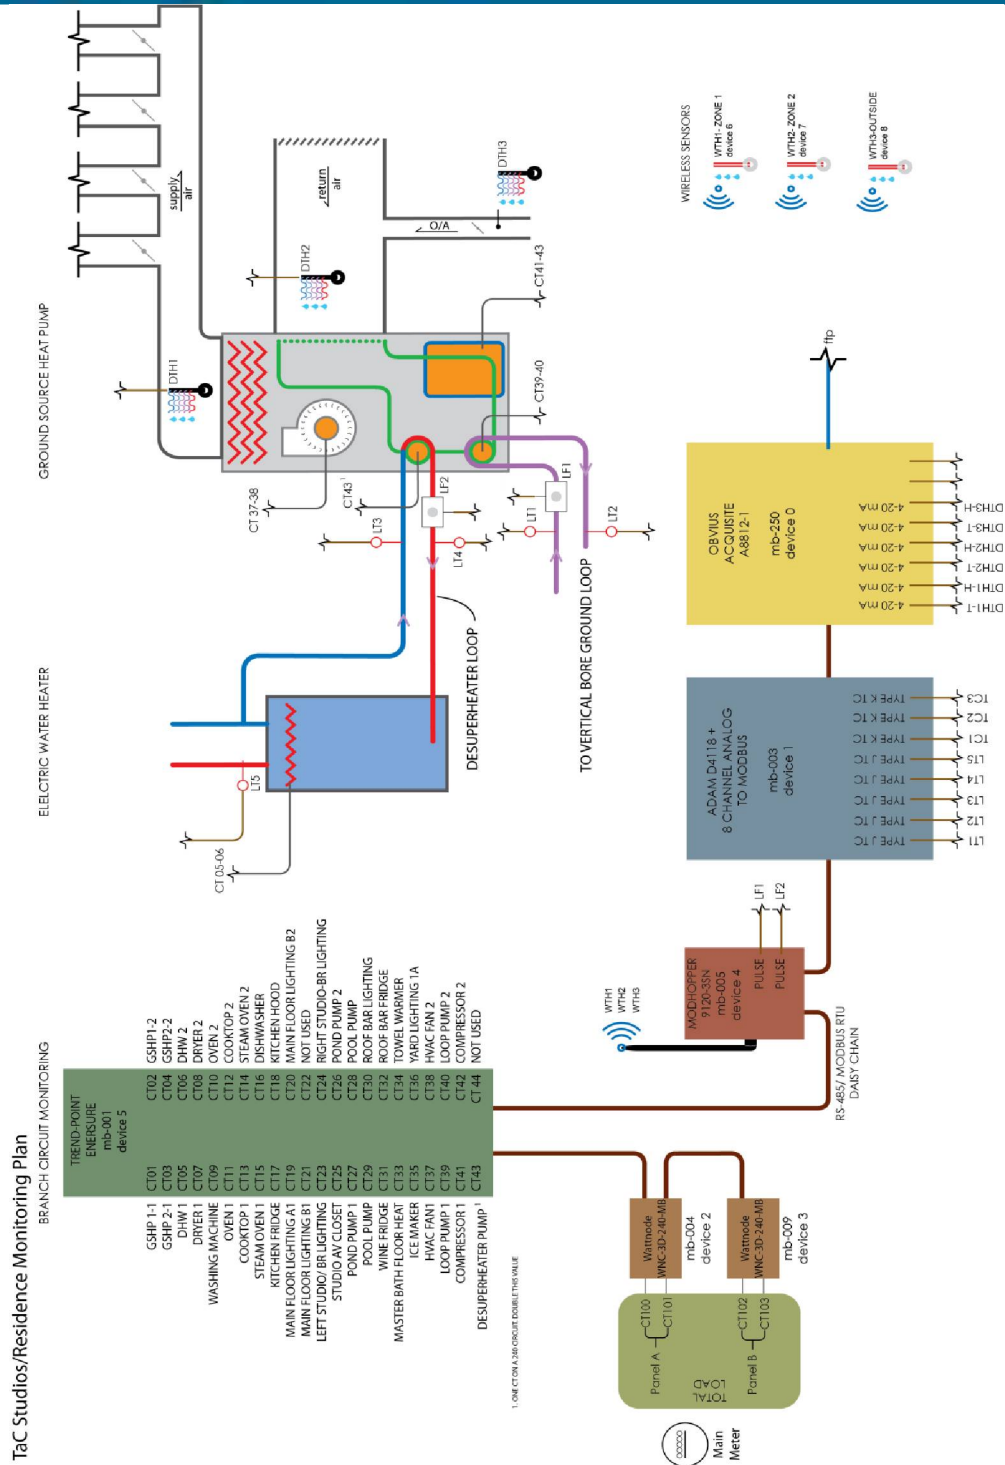 TaC Studios/Residence Monitoring Plan
BRANCH CIRCUIT MONITORING
ELELCTRIC WATER HEATER
GROUND SOURCE HEAT PUMP
TREND-POINT
ENERSURE
mb-001
device 5
GSHP 1-1 CT01 CT02 GSHP1-2
GSHP 2-1 CT03 CT04 GSHP2-2
DHW 1 CT05 CT06 DHW 2
DRYER 1 CT07 CT08 DRYER 2
WASHING MACHINE CT09 CT10 OVEN 2
OVEN 1 CT11 CT12 COOKTOP 2
COOKTOP 1 CT13 CT14 STEAM OVEN 2
STEAM OVEN 1 CT15 CT16 DISHWASHER
KITCHEN FRIDGE CT17 CT18 KITCHEN HOOD
MAIN FLOOR LIGHTING A1 CT19 CT20 MAIN FLOOR LIGHTING B2
MAIN FLOOR LIGHTING B1 CT21 CT22 NOT USED
LEFT STUDIO/ BR LIGHTING CT23 CT24 RIGHT STUDIO-BR LIGHTING
STUDIO AV CLOSET CT25 CT26 POND PUMP 2
POND PUMP 1 CT27 CT28 POOL PUMP
POOL PUMP CT29 CT30 ROOF BAR LIGHTING
WINE FRIDGE CT31 CT32 ROOF BAR FRIDGE
MASTER BATH FLOOR HEAT CT33 CT34 TOWEL WARMER
ICE MAKER CT35 CT36 YARD LIGHTING 1A
HVAC FAN1 CT37 CT38 HVAC FAN 2
LOOP PUMP 1 CT39 CT40 LOOP PUMP 2
COMPRESSOR 1 CT41 CT42 COMPRESSOR 2
DESUPERHEATER PUMP¹ CT43 CT 44 NOT USED
1. ONE CT ON A 240 CIRCUIT. DOUBLE THIS VALUE
CT 05-06
LT5
DESUPERHEATER LOOP
CT 37-38
CT43¹
LT3
LT4
LF2
LT1
LF1
LT2
TO VERTICAL BORE GROUND LOOP
DTH1
supply
air
DTH2
return
air
O/A
DTH3
CT39-40
CT41-43
Main
Meter
TOTAL
LOAD
Panel A
CT100
CT101
Panel B
CT102
CT103
Wattnode
WNC-3D-240-MB
mb-004
device 2
Wattnode
WNC-3D-240-MB
mb-009
device 3
RS-485/ MODBUS RTU
DAISY CHAIN
WTH1
WTH2
WTH3
MODHOPPER
9120-3SN
mb-005
device 4
PULSE LF1
PULSE LF2
ADAM D4118 +
8 CHANNEL ANALOG
TO MODBUS
mb-003
device 1
TYPE J TC LT1
TYPE J TC LT2
TYPE J TC LT3
TYPE J TC LT4
TYPE J TC LT5
TYPE K TC TC1
TYPE K TC TC2
TYPE K TC TC3
OBVIUS
ACQUISITE
A8812-1
mb-250
device 0
4-20 mA DTH1-T
4-20 mA DTH1-H
4-20 mA DTH2-T
4-20 mA DTH2-H
4-20 mA DTH3-T
4-20 mA DTH3-H
ftp
WIRELESS SENSORS
WTH1- ZONE 1
device 6
WTH2- ZONE 2
device 7
WTH3-OUTSIDE
device 8